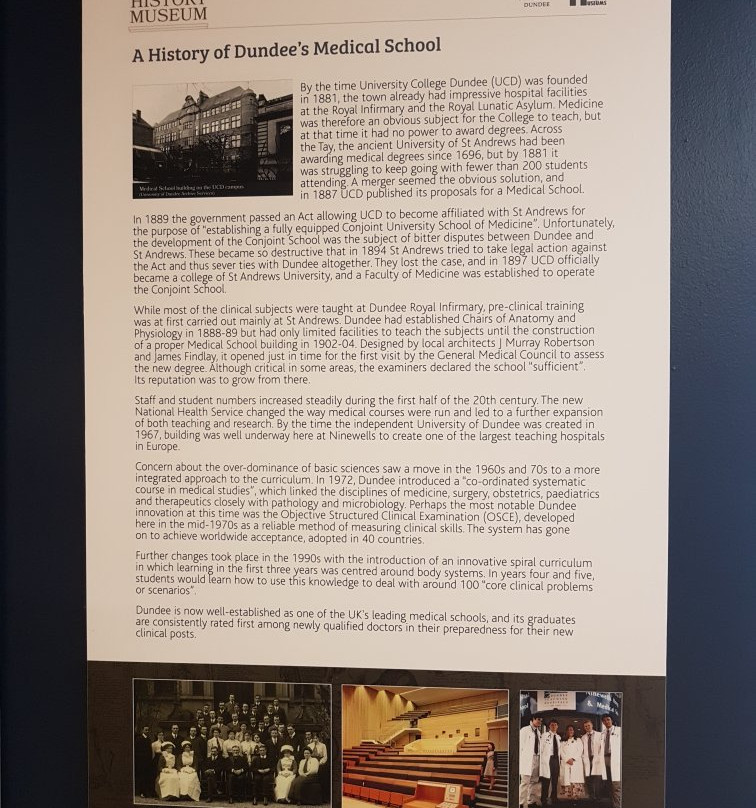 HISTORY
MUSEUM
DUNDEE
MUSEUMS
A History of Dundee's Medical School
By the time University College Dundee (UCD) was founded
in 1881, the town already had impressive hospital facilities
at the Royal Infirmary and the Royal Lunatic Asylum. Medicine
was therefore an obvious subject for the College to teach, but
at that time it had no power to award degrees. Across
the Tay, the ancient University of St Andrews had been
awarding medical degrees since 1696, but by 1881 it
was struggling to keep going with fewer than 200 students
attending. A merger seemed the obvious solution, and
in 1887 UCD published its proposals for a Medical School.
Medical School building on the UCD campus
(University of Dundee Archive Services)
In 1889 the government passed an Act allowing UCD to become affiliated with St Andrews for
the purpose of "establishing a fully equipped Conjoint University School of Medicine". Unfortunately,
the development of the Conjoint School was the subject of bitter disputes between Dundee and
St Andrews. These became so destructive that in 1894 St Andrews tried to take legal action against
the Act and thus sever ties with Dundee altogether. They lost the case, and in 1897 UCD officially
became a college of St Andrews University, and a Faculty of Medicine was established to operate
the Conjoint School.
While most of the clinical subjects were taught at Dundee Royal Infirmary, pre-clinical training
was at first carried out mainly at St Andrews. Dundee had established Chairs of Anatomy and
Physiology in 1888-89 but had only limited facilities to teach the subjects until the construction
of a proper Medical School building in 1902-04. Designed by local architects J Murray Robertson
and James Findlay, it opened just in time for the first visit by the General Medical Council to assess
the new degree. Although critical in some areas, the examiners declared the school "sufficient".
Its reputation was to grow from there.
Staff and student numbers increased steadily during the first half of the 20th century. The new
National Health Service changed the way medical courses were run and led to a further expansion
of both teaching and research. By the time the independent University of Dundee was created in
1967, building was well underway here at Ninewells to create one of the largest teaching hospitals
in Europe.
Concern about the over-dominance of basic sciences saw a move in the 1960s and 70s to a more
integrated approach to the curriculum. In 1972, Dundee introduced a "co-ordinated systematic
course in medical studies", which linked the disciplines of medicine, surgery, obstetrics, paediatrics
and therapeutics closely with pathology and microbiology. Perhaps the most notable Dundee
innovation at this time was the Objective Structured Clinical Examination (OSCE), developed
here in the mid-1970s as a reliable method of measuring clinical skills. The system has gone
on to achieve worldwide acceptance, adopted in 40 countries.
Further changes took place in the 1990s with the introduction of an innovative spiral curriculum
in which learning in the first three years was centred around body systems. In years four and five,
students would learn how to use this knowledge to deal with around 100 "core clinical problems
or scenarios".
Dundee is now well-established as one of the UK's leading medical schools, and its graduates
are consistently rated first among newly qualified doctors in their preparedness for their new
clinical posts.